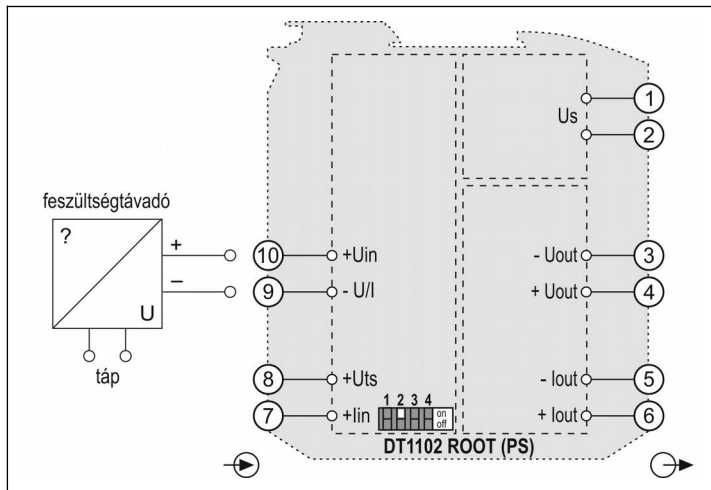 1
Us
2
feszültségtávadó
?
+
10 +Uin
- Uout 3
–
9 - U/I
+ Uout 4
U
táp
8 +Uts
- Iout 5
1 2 3 4
on
off
7 +Iin
+ Iout 6
DT1102 ROOT (PS)